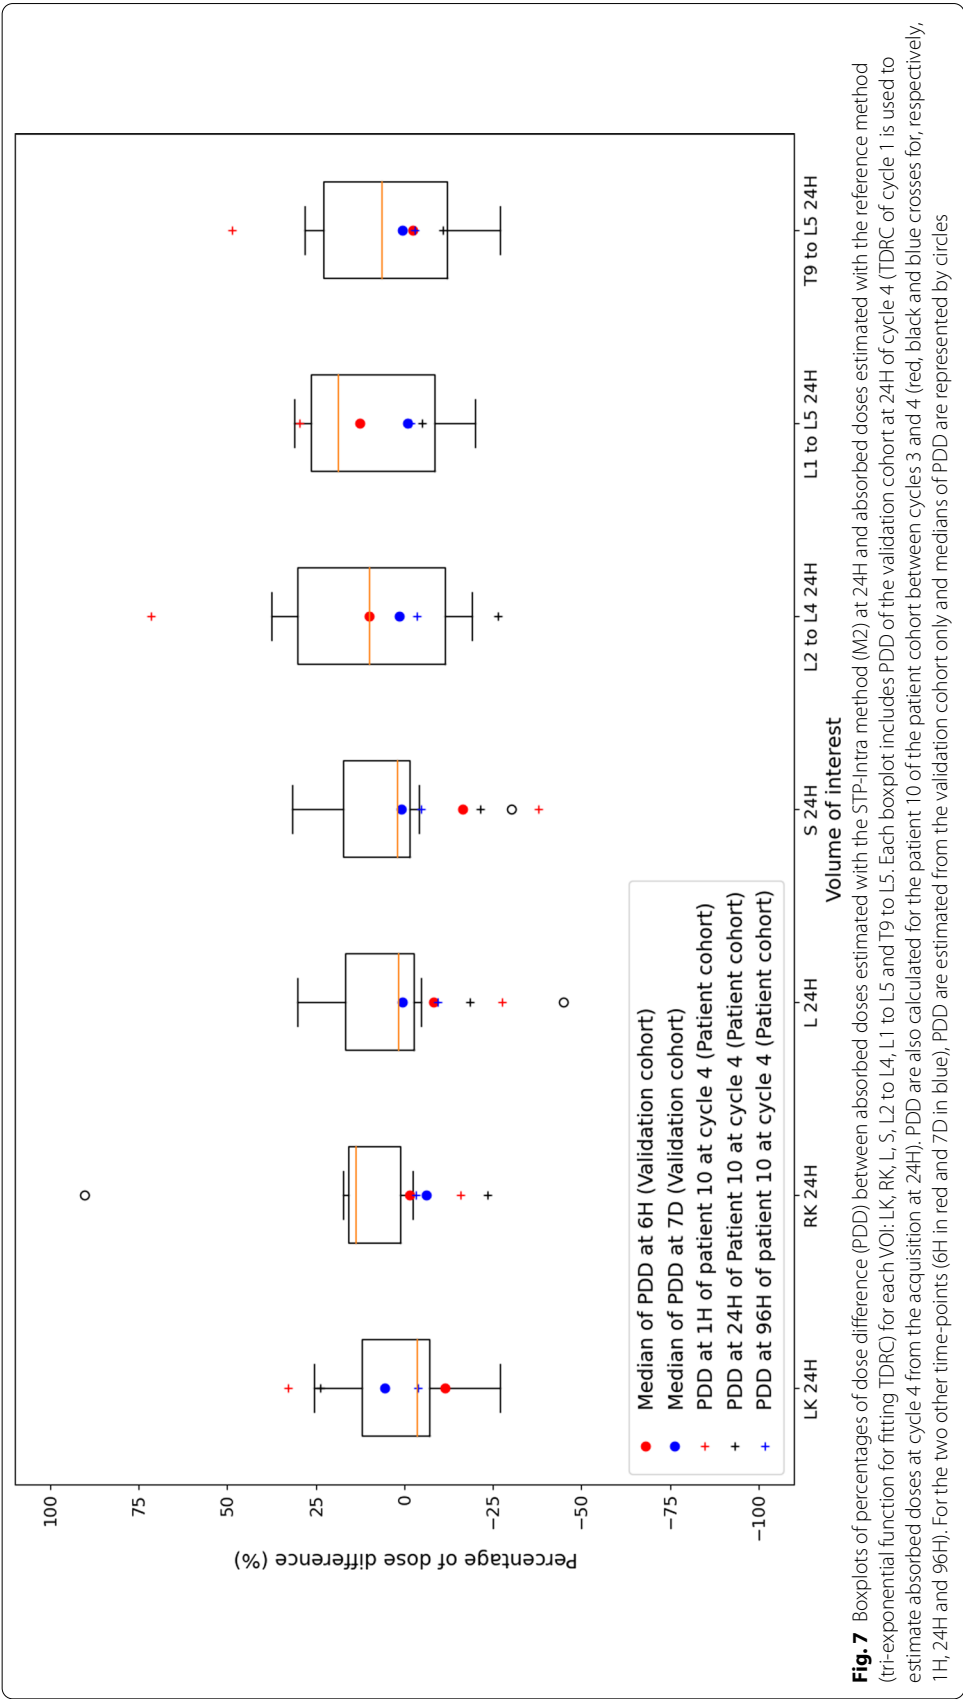 100
75
50
25
0
−25
−50
−75
−100
Percentage of dose difference (%)
LK 24H
RK 24H
L 24H
S 24H
L2 to L4 24H
L1 to L5 24H
T9 to L5 24H
Volume of interest
Median of PDD at 6H (Validation cohort)
Median of PDD at 7D (Validation cohort)
PDD at 1H of patient 10 at cycle 4 (Patient cohort)
PDD at 24H of Patient 10 at cycle 4 (Patient cohort)
PDD at 96H of patient 10 at cycle 4 (Patient cohort)
Fig. 7 Boxplots of percentages of dose difference (PDD) between absorbed doses estimated with the STP-Intra method (M2) at 24H and absorbed doses estimated with the reference method
(tri-exponential function for fitting TDRC) for each VOI: LK, RK, L, S, L2 to L4, L1 to L5 and T9 to L5. Each boxplot includes PDD of the validation cohort at 24H of cycle 4 (TDRC of cycle 1 is used to
estimate absorbed doses at cycle 4 from the acquisition at 24H). PDD are also calculated for the patient 10 of the patient cohort between cycles 3 and 4 (red, black and blue crosses for, respectively,
1H, 24H and 96H). For the two other time-points (6H in red and 7D in blue), PDD are estimated from the validation cohort only and medians of PDD are represented by circles